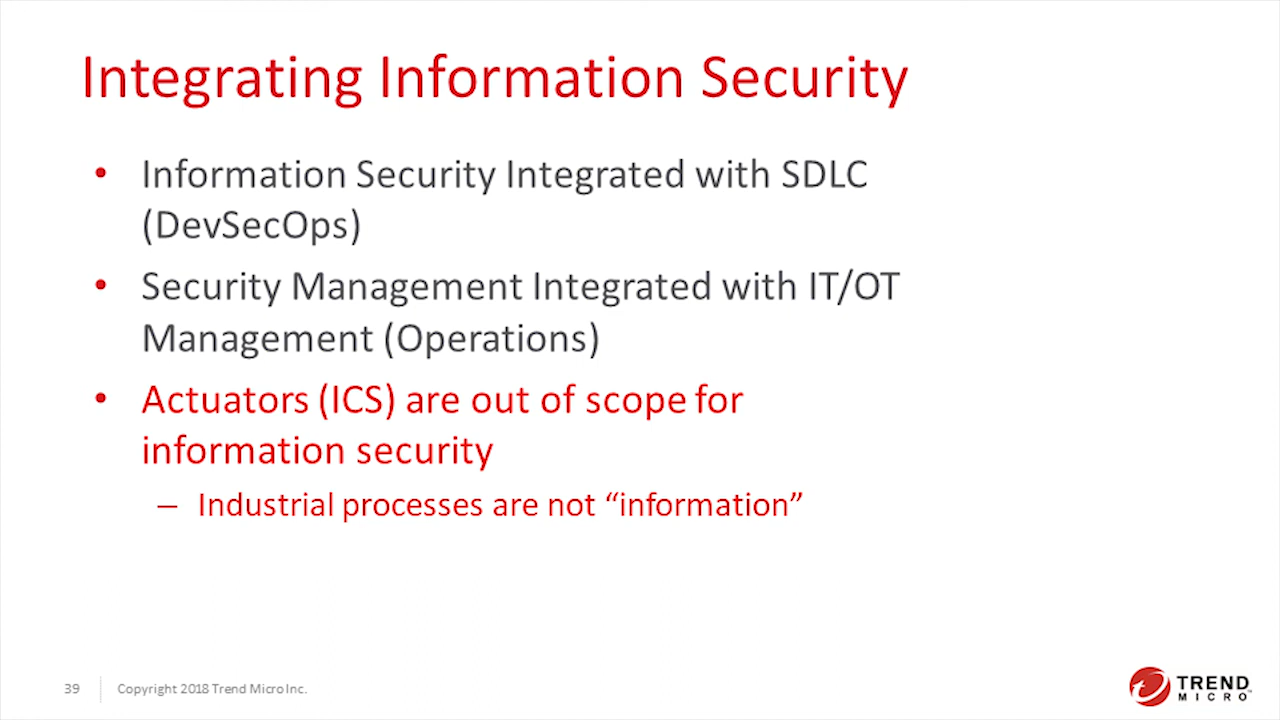 Integrating Information Security
• Information Security Integrated with SDLC
(DevSecOps)
• Security Management Integrated with IT/OT
Management (Operations)
• Actuators (ICS) are out of scope for
information security
– Industrial processes are not “information”
39
Copyright 2018 Trend Micro Inc.
TREND
MICRO™